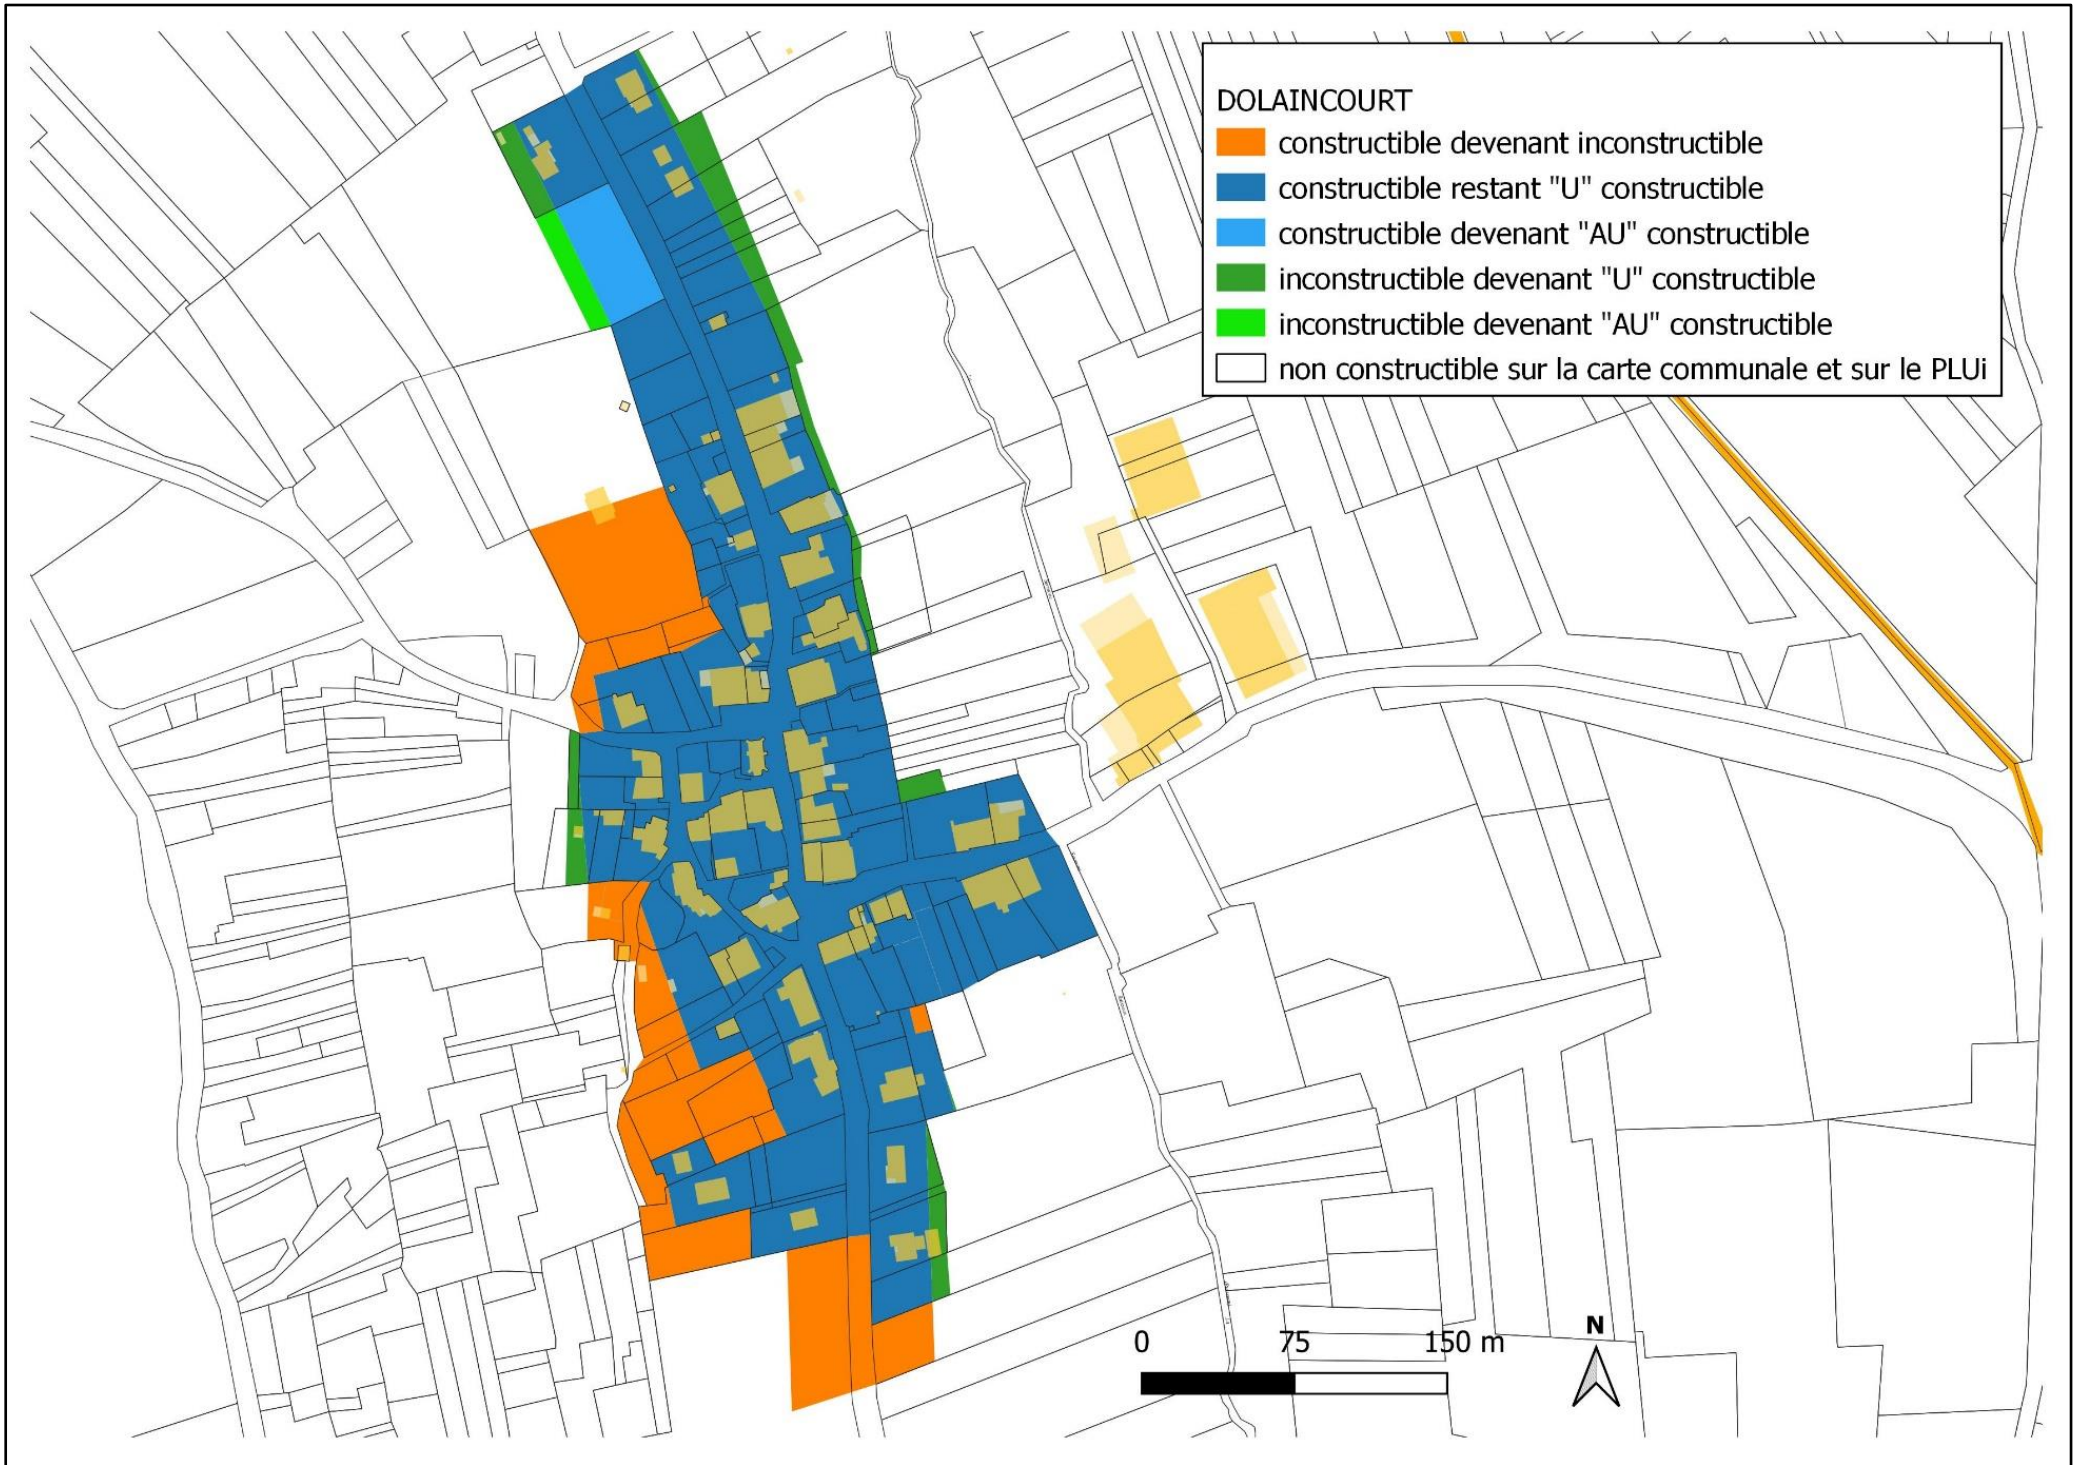 DOLAINCOURT
constructible devenant inconstructible
constructible restant "U" constructible
constructible devenant "AU" constructible
inconstructible devenant "U" constructible
inconstructible devenant "AU" constructible
non constructible sur la carte communale et sur le PLUi
0 75 150 m
N